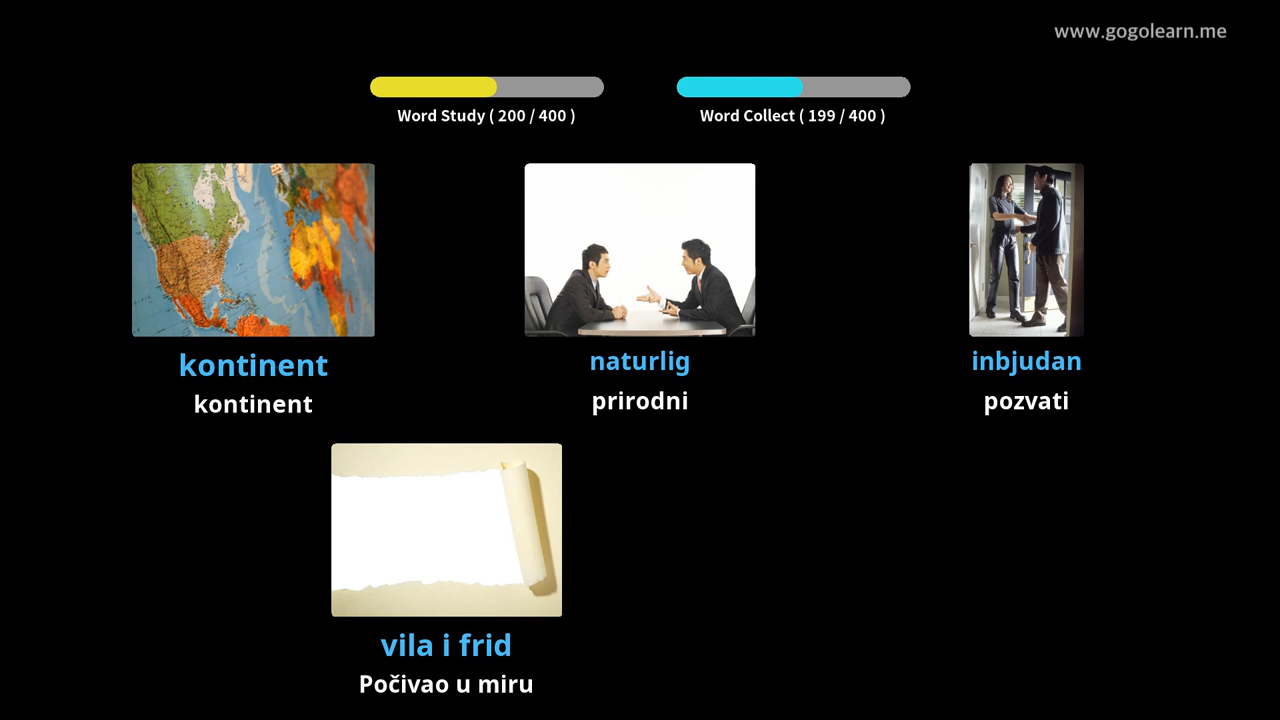 www.gogolearn.me
Word Study ( 200 / 400 )
Word Collect ( 199 / 400 )
kontinent
kontinent
naturlig
prirodni
inbjudan
pozvati
vila i frid
Počivao u miru